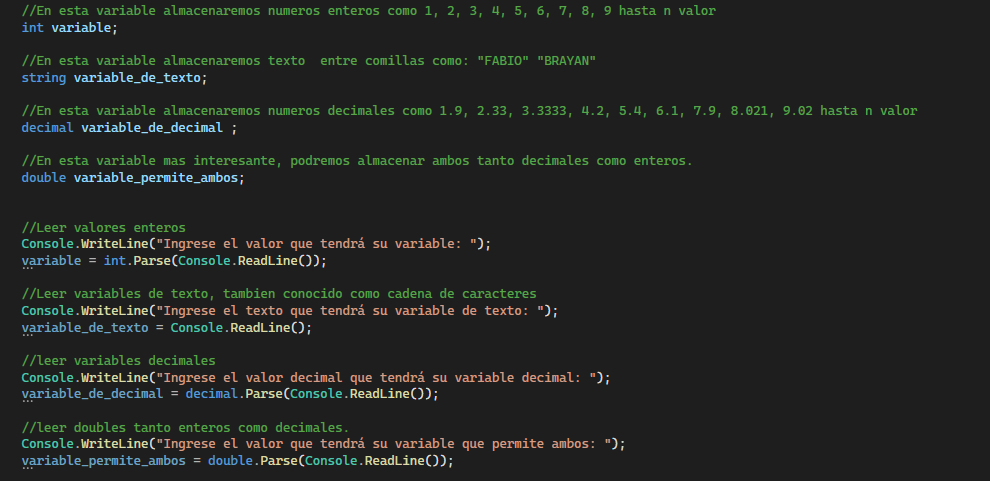 //En esta variable almacenaremos numeros enteros como 1, 2, 3, 4, 5, 6, 7, 8, 9 hasta n valor
int variable;
//En esta variable almacenaremos texto  entre comillas como: "FABIO" "BRAYAN"
string variable_de_texto;
//En esta variable almacenaremos numeros decimales como 1.9, 2.33, 3.3333, 4.2, 5.4, 6.1, 7.9, 8.021, 9.02 hasta n valor
decimal variable_de_decimal ;
//En esta variable mas interesante, podremos almacenar ambos tanto decimales como enteros.
double variable_permite_ambos;
//Leer valores enteros
Console.WriteLine("Ingrese el valor que tendrá su variable: ");
variable = int.Parse(Console.ReadLine());
//Leer variables de texto, tambien conocido como cadena de caracteres
Console.WriteLine("Ingrese el texto que tendrá su variable de texto: ");
variable_de_texto = Console.ReadLine();
//leer variables decimales
Console.WriteLine("Ingrese el valor decimal que tendrá su variable decimal: ");
variable_de_decimal = decimal.Parse(Console.ReadLine());
//leer doubles tanto enteros como decimales.
Console.WriteLine("Ingrese el valor que tendrá su variable que permite ambos: ");
variable_permite_ambos = double.Parse(Console.ReadLine());